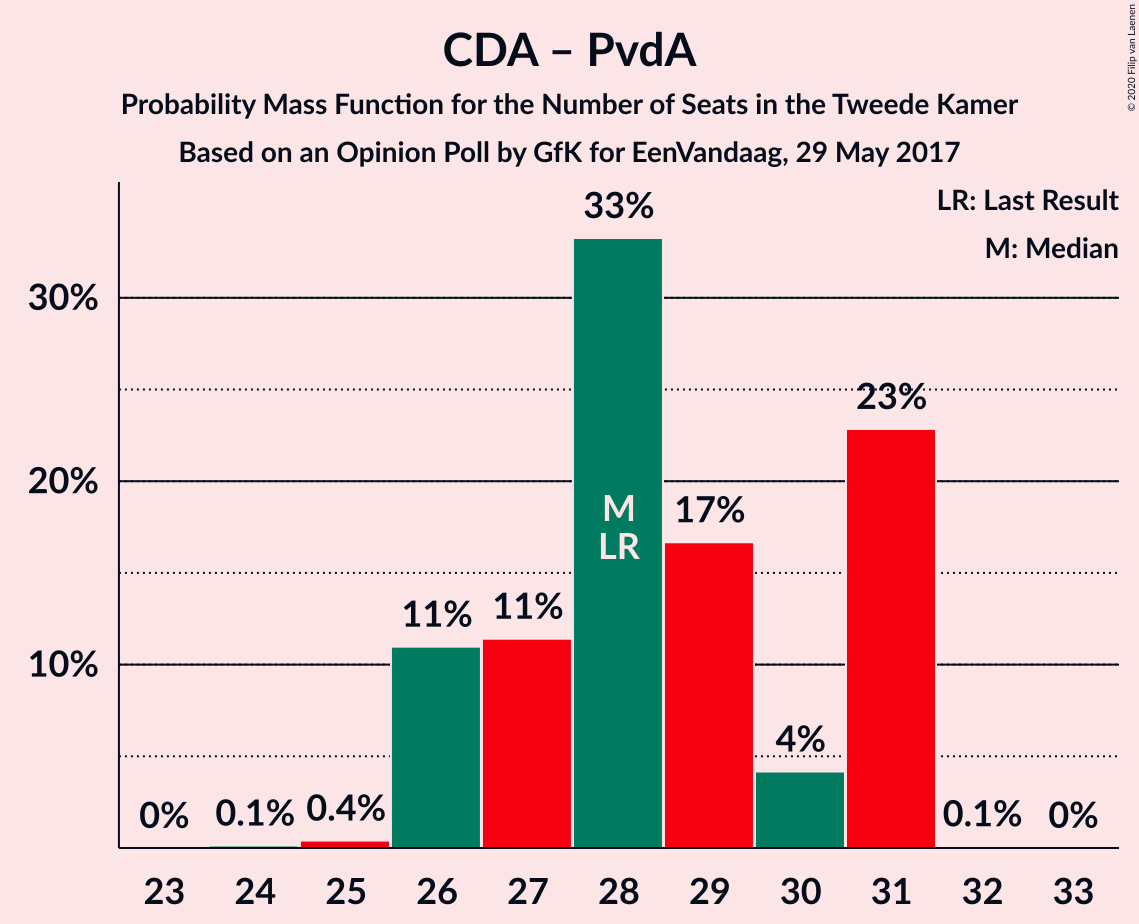 CDA – PvdA
Probability Mass Function for the Number of Seats in the Tweede Kamer
Based on an Opinion Poll by GfK for EenVandaag, 29 May 2017
© 2020 Filip van Laenen
LR: Last Result
M: Median
30%
20%
10%
0%
0.1%
0.4%
11%
11%
33%
M
LR
17%
4%
23%
0.1%
0%
23 24 25 26 27 28 29 30 31 32 33